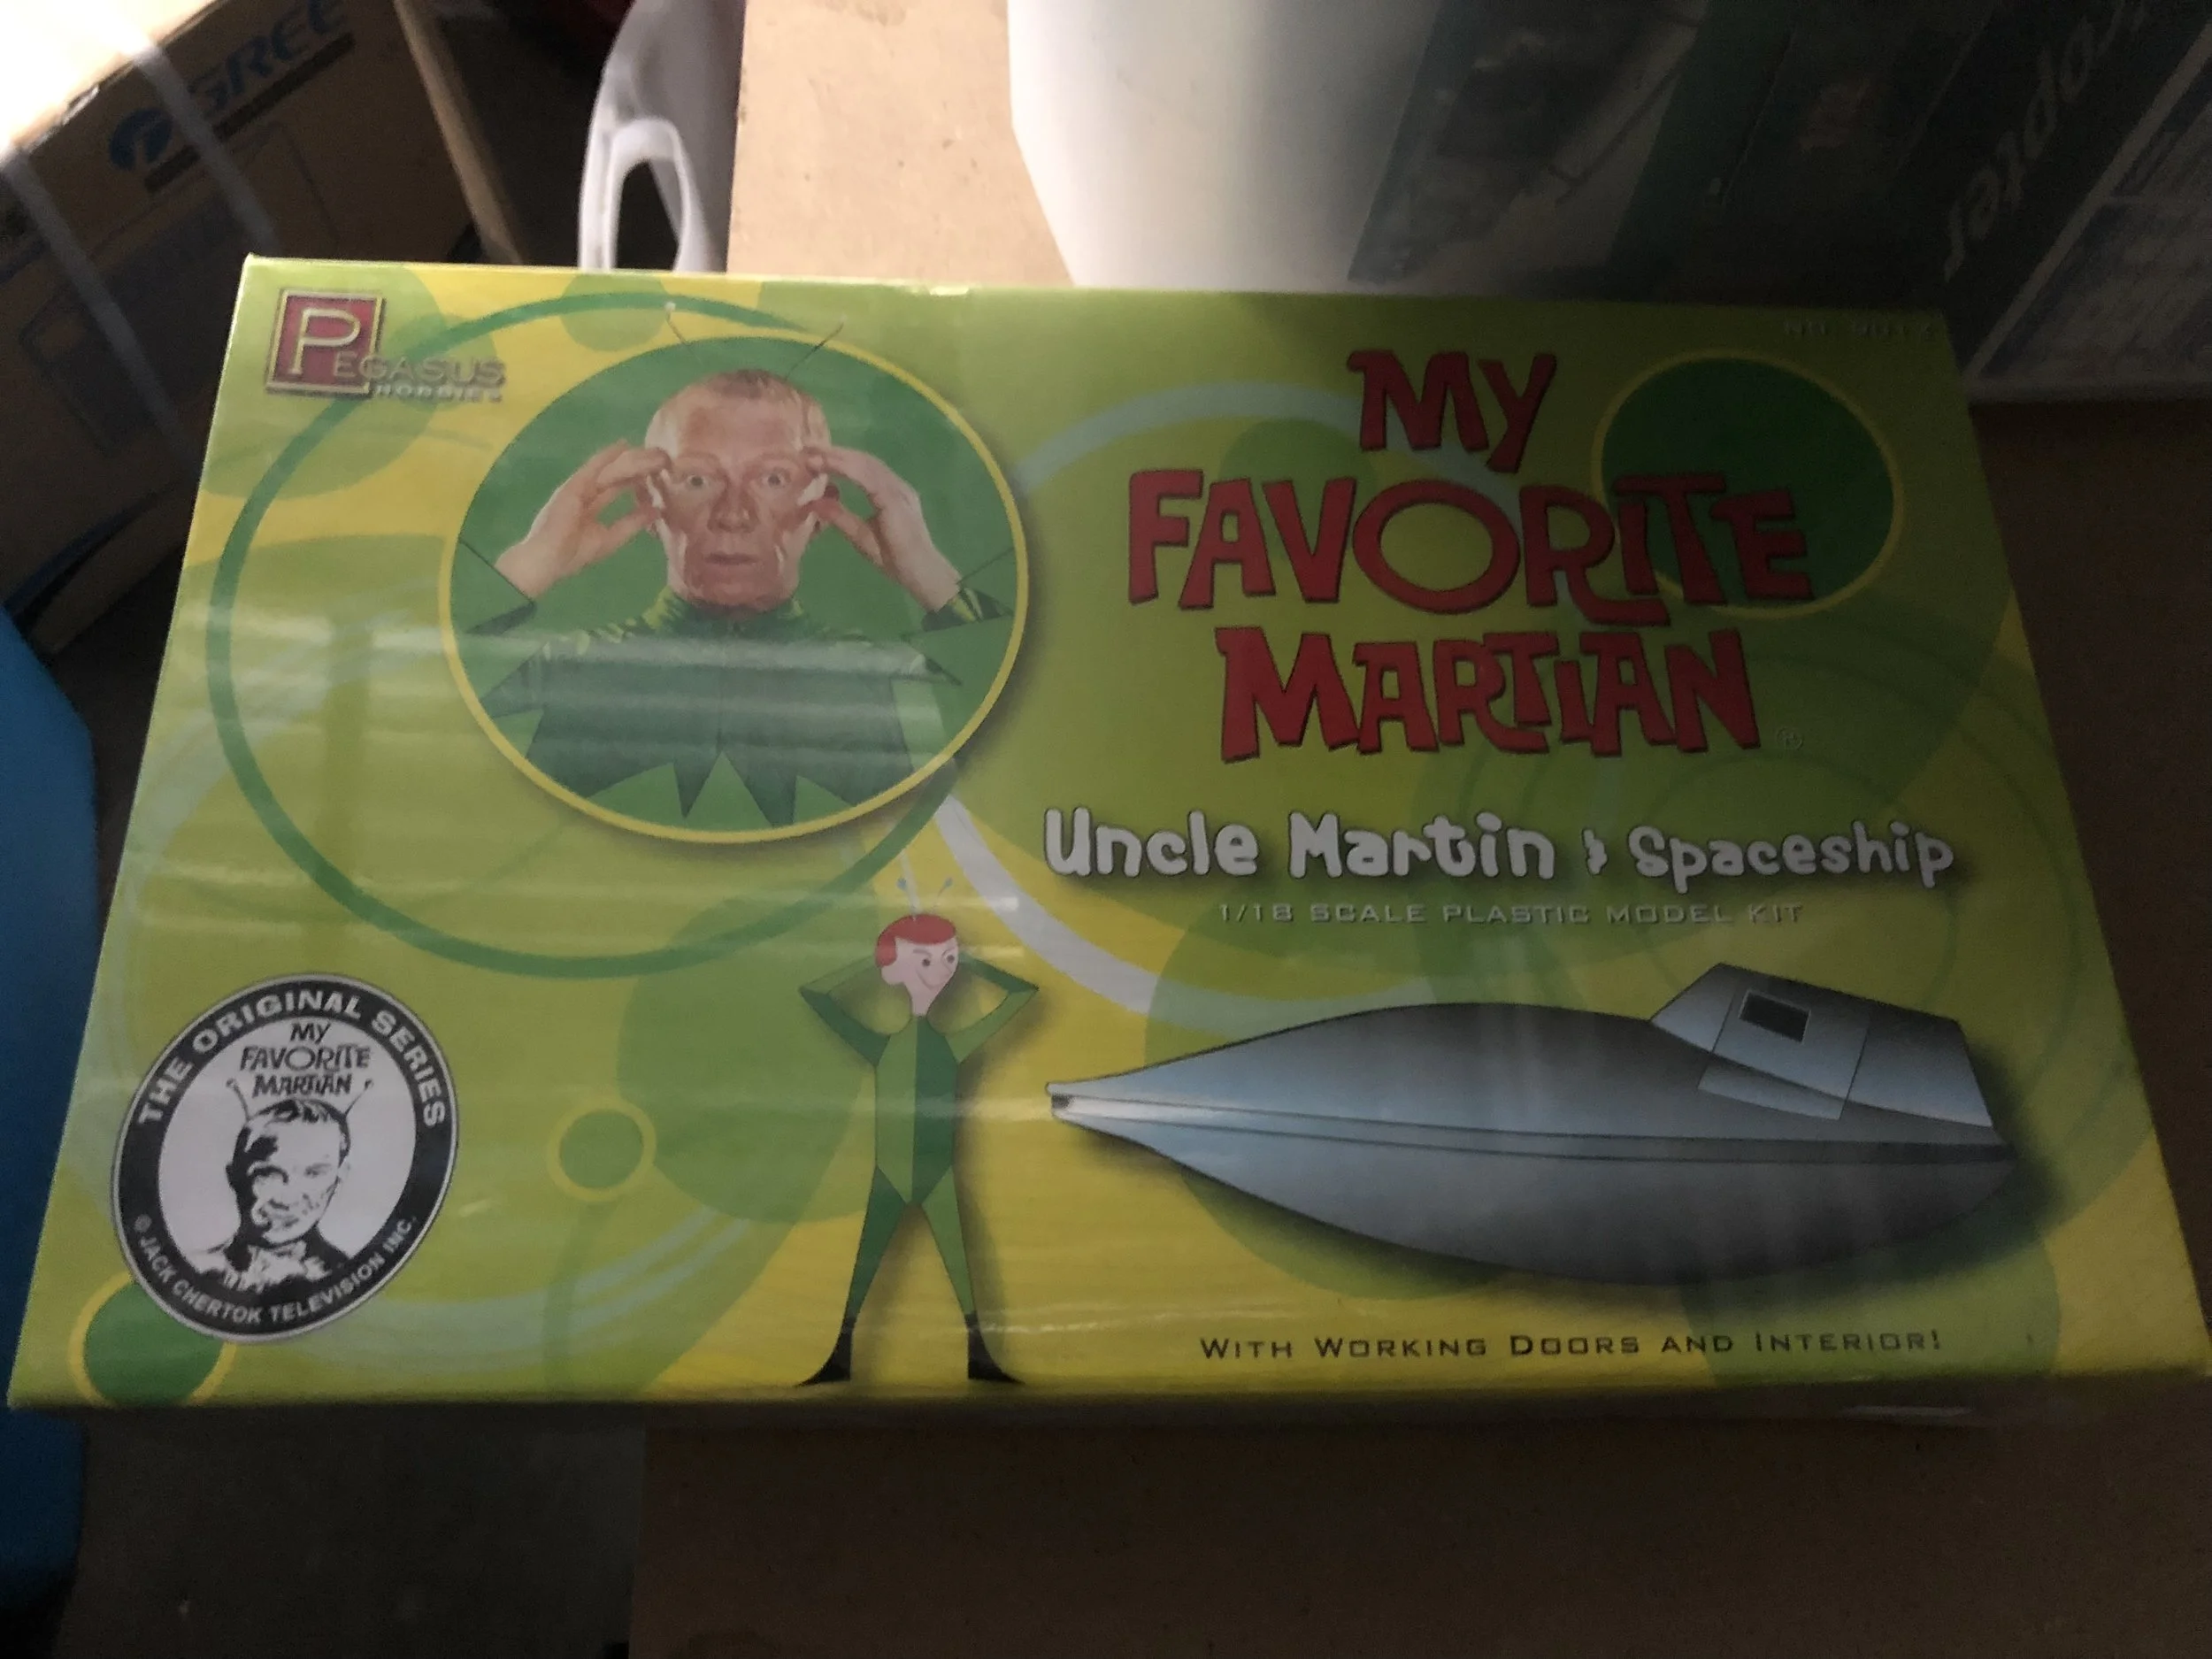 GREE
PEGASUS
HOBBIES
MY
FAVORITE
MARTIAN
®
Uncle Martin & Spaceship
1/18 SCALE PLASTIC MODEL KIT
THE ORIGINAL SERIES
MY
FAVORITE
MARTIAN
© JACK CHERTOK TELEVISION INC.
WITH WORKING DOORS AND INTERIOR!